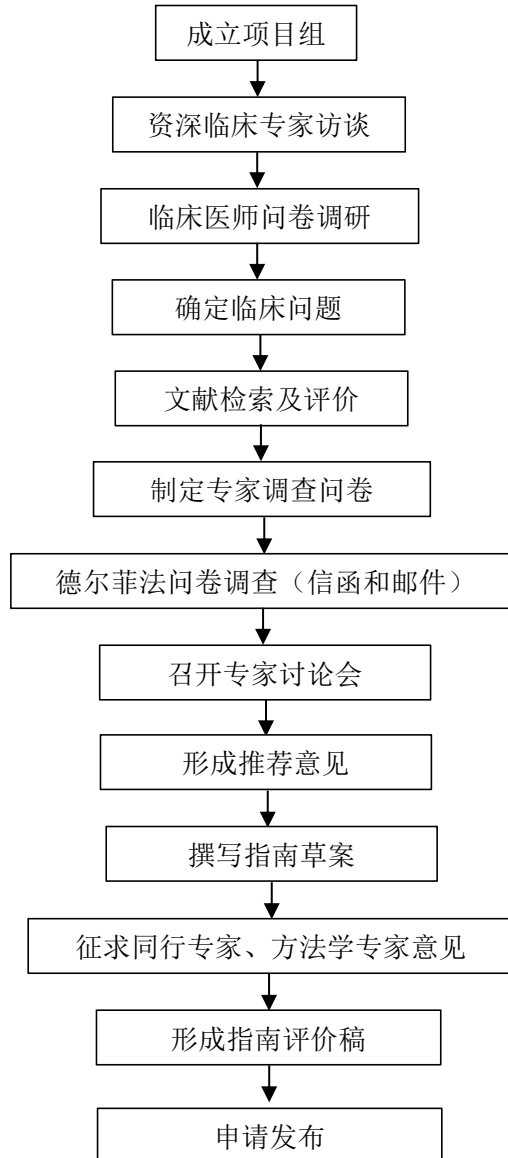 成立项目组
资深临床专家访谈
临床医师问卷调研
确定临床问题
文献检索及评价
制定专家调查问卷
德尔菲法问卷调查（信函和邮件）
召开专家讨论会
形成推荐意见
撰写指南草案
征求同行专家、方法学专家意见
形成指南评价稿
申请发布